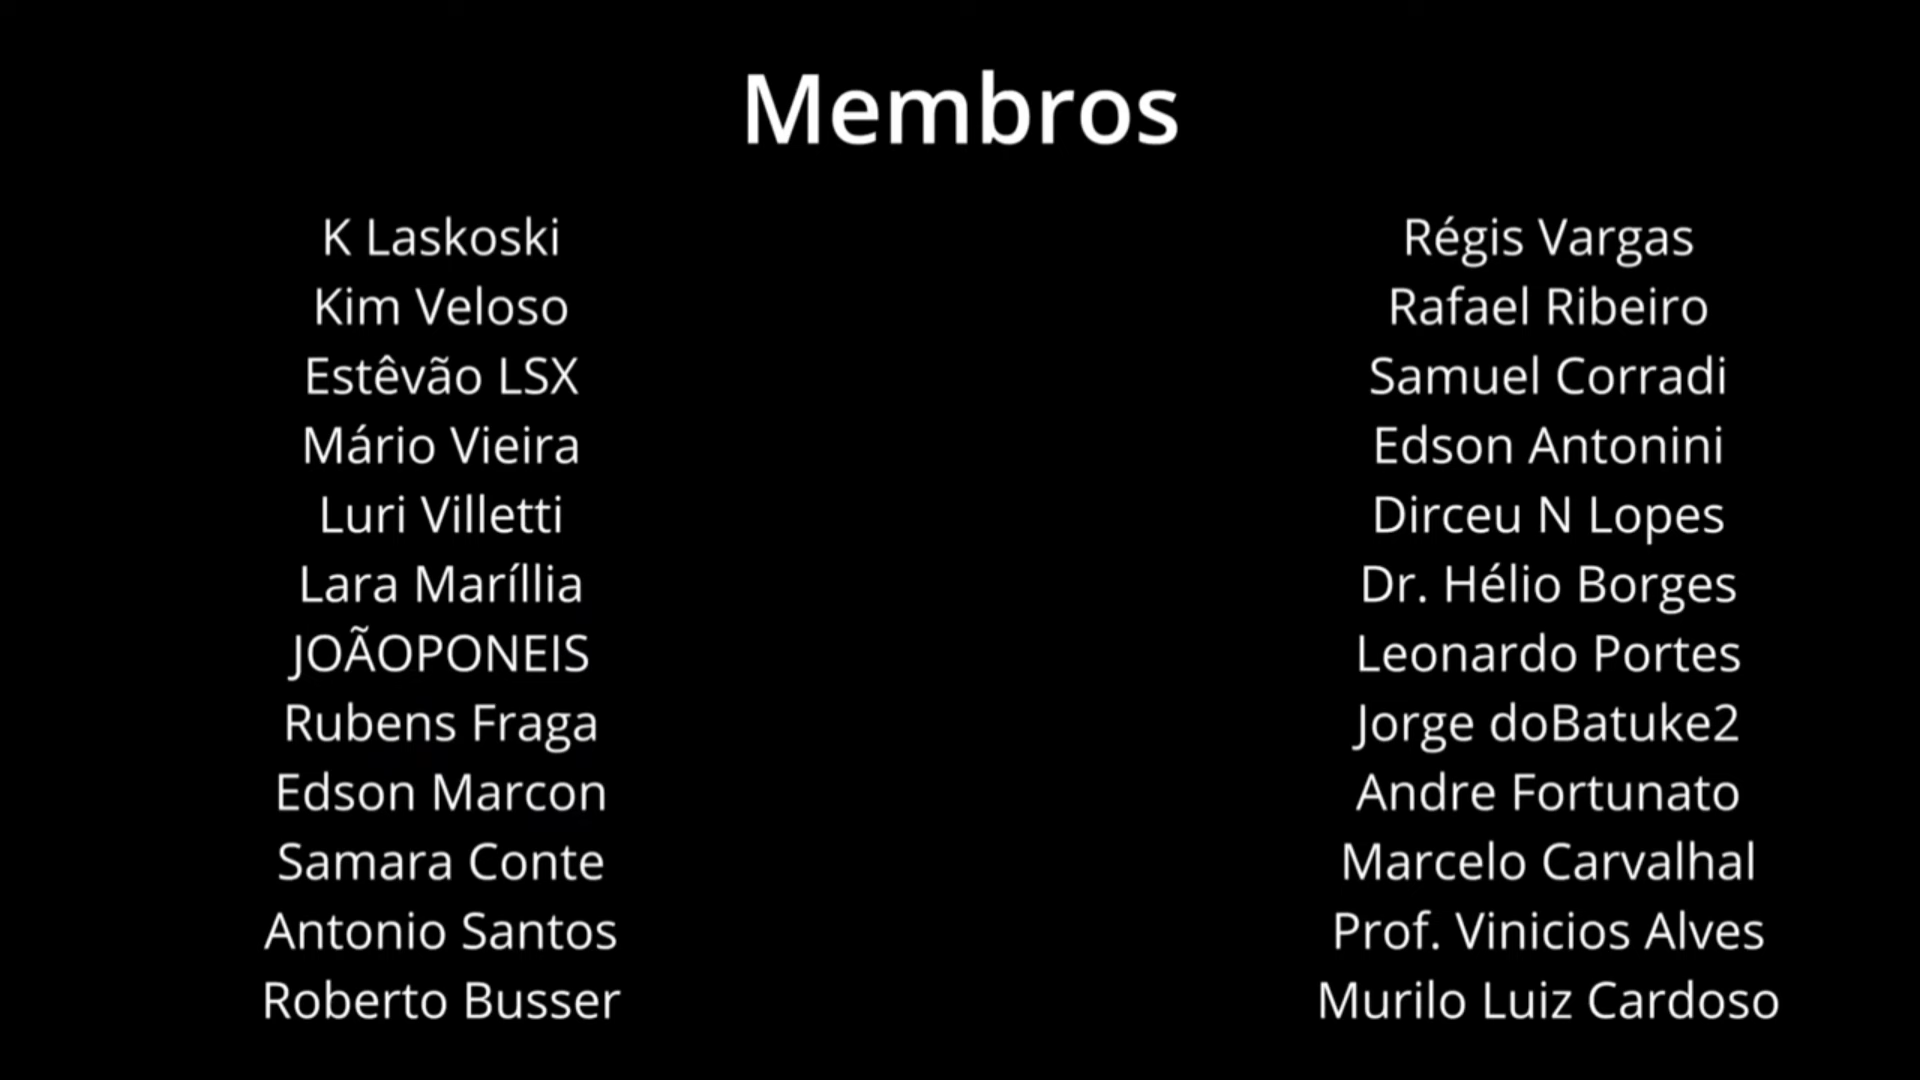 Membros
K Laskoski
Kim Veloso
Estêvão LSX
Mário Vieira
Luri Villetti
Lara Maríllia
JOÃOPONEIS
Rubens Fraga
Edson Marcon
Samara Conte
Antonio Santos
Roberto Busser
Régis Vargas
Rafael Ribeiro
Samuel Corradi
Edson Antonini
Dirceu N Lopes
Dr. Hélio Borges
Leonardo Portes
Jorge doBatuke2
Andre Fortunato
Marcelo Carvalhal
Prof. Vinicios Alves
Murilo Luiz Cardoso